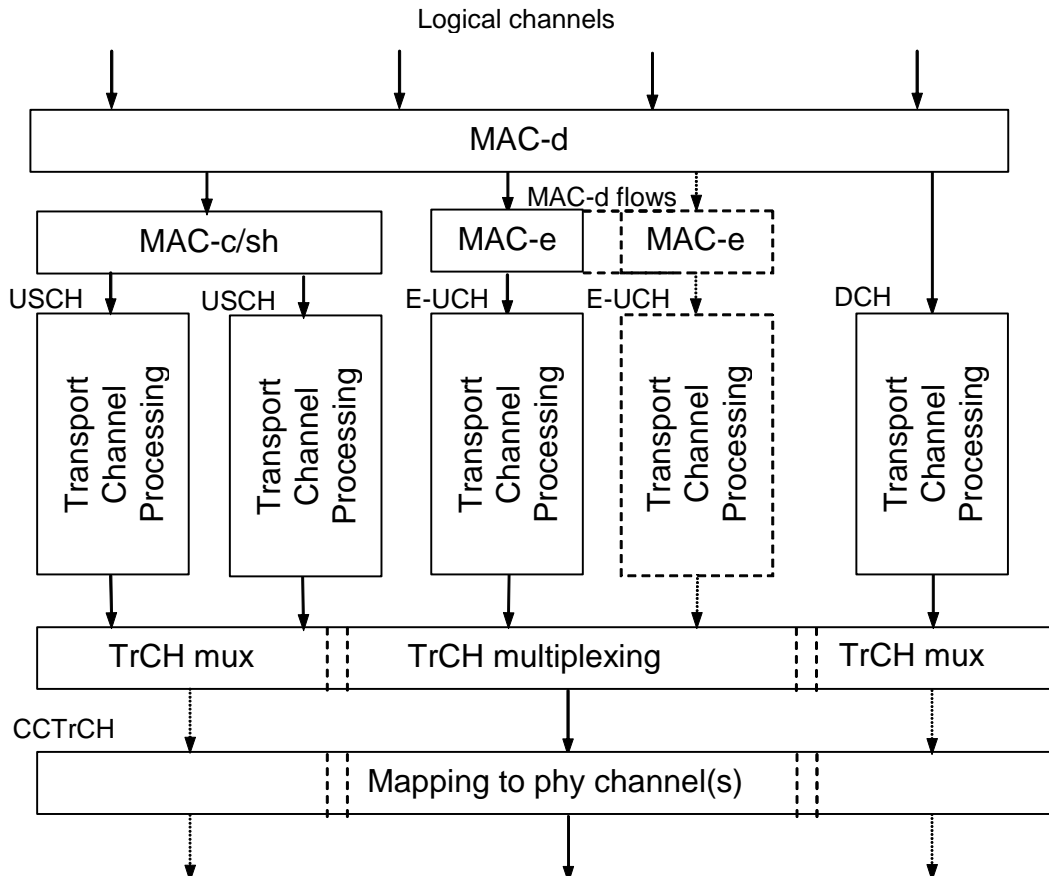 Logical channels
MAC-d
MAC-d flows
MAC-c/sh
MAC-e
MAC-e
USCH
USCH
E-UCH
E-UCH
DCH
Transport
Channel
Processing
Transport
Channel
Processing
Transport
Channel
Processing
Transport
Channel
Processing
Transport
Channel
Processing
TrCH mux
TrCH multiplexing
TrCH mux
CCTrCH
Mapping to phy channel(s)